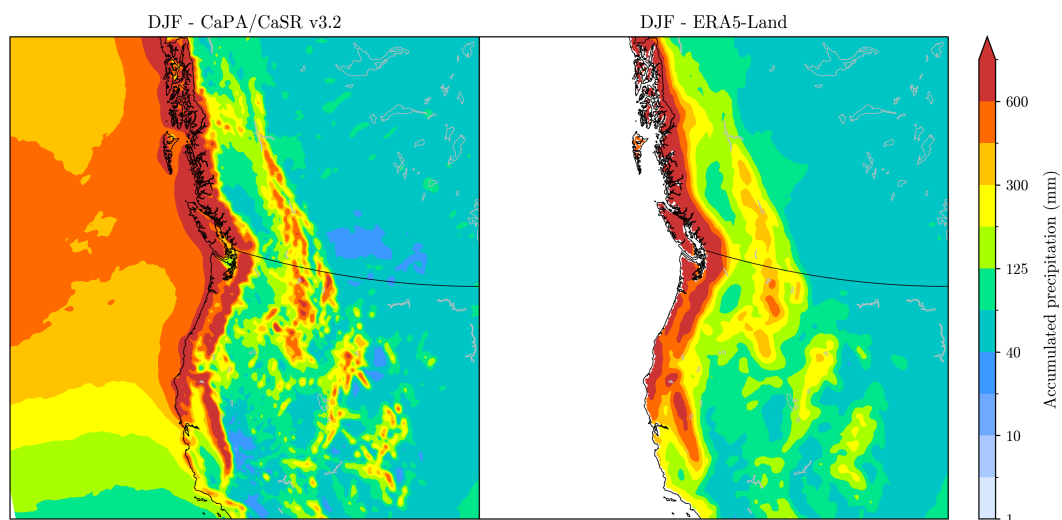 DJF - CaPA/CaSR v3.2
DJF - ERA5-Land
600
300
125
40
10
1
Accumulated precipitation (mm)